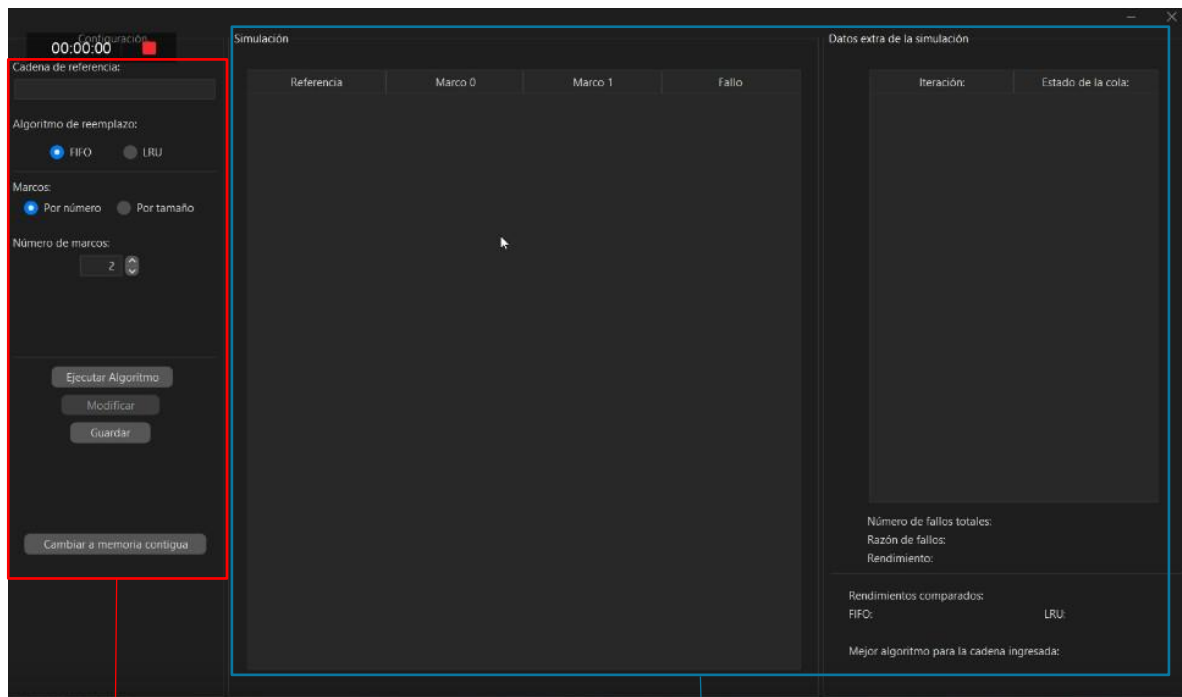 Configuración
00:00:00
Cadena de referencia:
Algoritmo de reemplazo:
FIFO LRU
Marcos:
Por número Por tamaño
Número de marcos:
2
Ejecutar Algoritmo
Modificar
Guardar
Cambiar a memoria contigua
Simulación
Referencia Marco 0 Marco 1 Fallo
Datos extra de la simulación
Iteración: Estado de la cola:
Número de fallos totales:
Razón de fallos:
Rendimiento:
Rendimientos comparados:
FIFO: LRU:
Mejor algoritmo para la cadena ingresada: